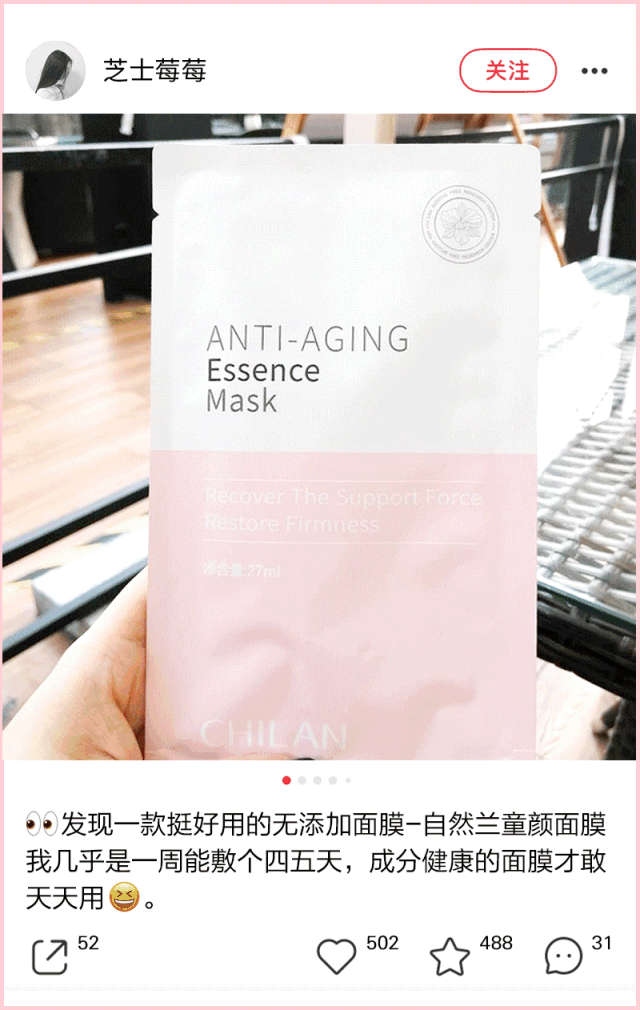 芝士莓莓
关注
ANTI-AGING
Essence
Mask
Recover The Support Force
Restore Firmness
净含量:27ml
CHILAN
👀发现一款挺好用的无添加面膜-自然兰童颜面膜
我几乎是一周能敷个四五天，成分健康的面膜才敢
天天用😆。
52
502
488
31